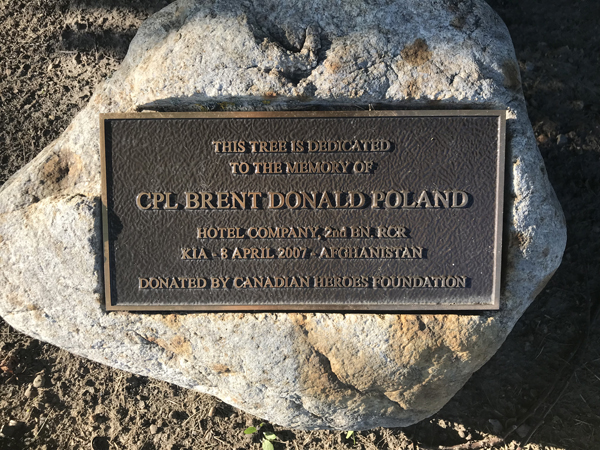 THIS TREE IS DEDICATED
TO THE MEMORY OF
CPL BRENT DONALD POLAND
HOTEL COMPANY, 2nd BN, RCR
KIA - 8 APRIL 2007 - AFGHANISTAN
DONATED BY CANADIAN HEROES FOUNDATION